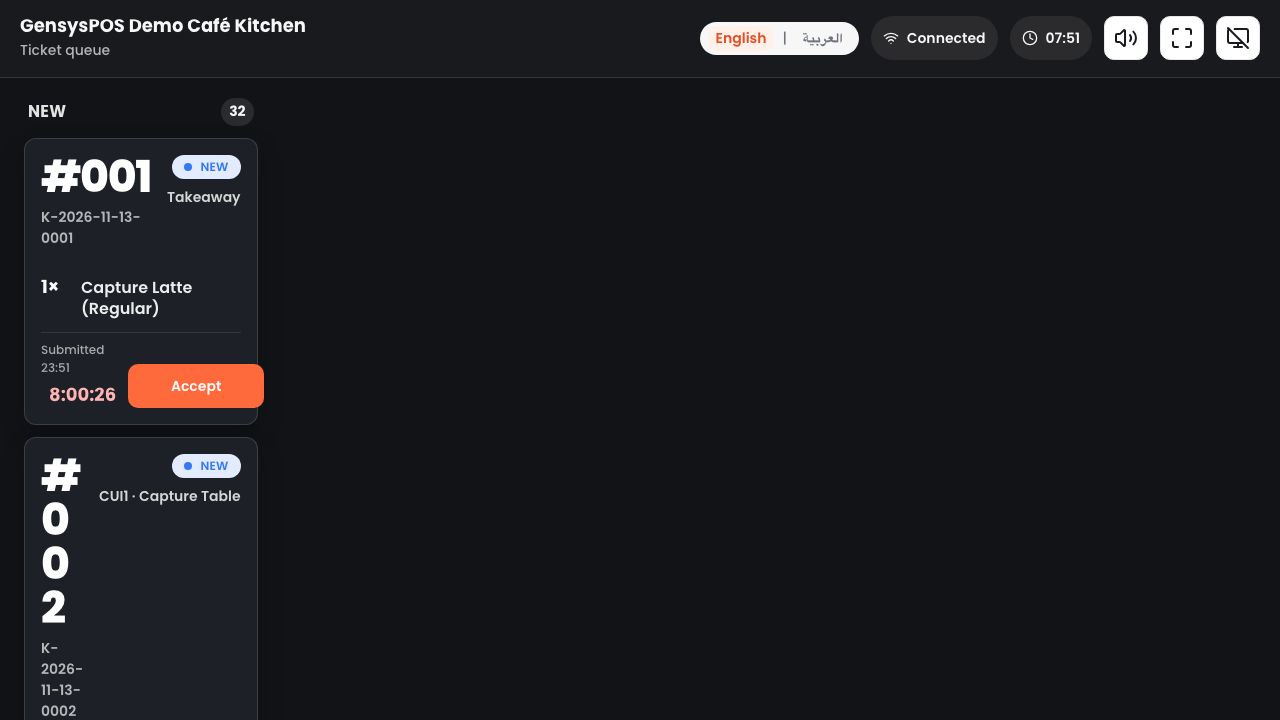 GensysPOS Demo Café Kitchen
Ticket queue
English | العربية
Connected
07:51
NEW
32
#001
NEW
Takeaway
K-2026-11-13-
0001
1× Capture Latte
(Regular)
Submitted
23:51
8:00:26
Accept
#
0
0
2
NEW
CUI1 · Capture Table
K-
2026-
11-13-
0002